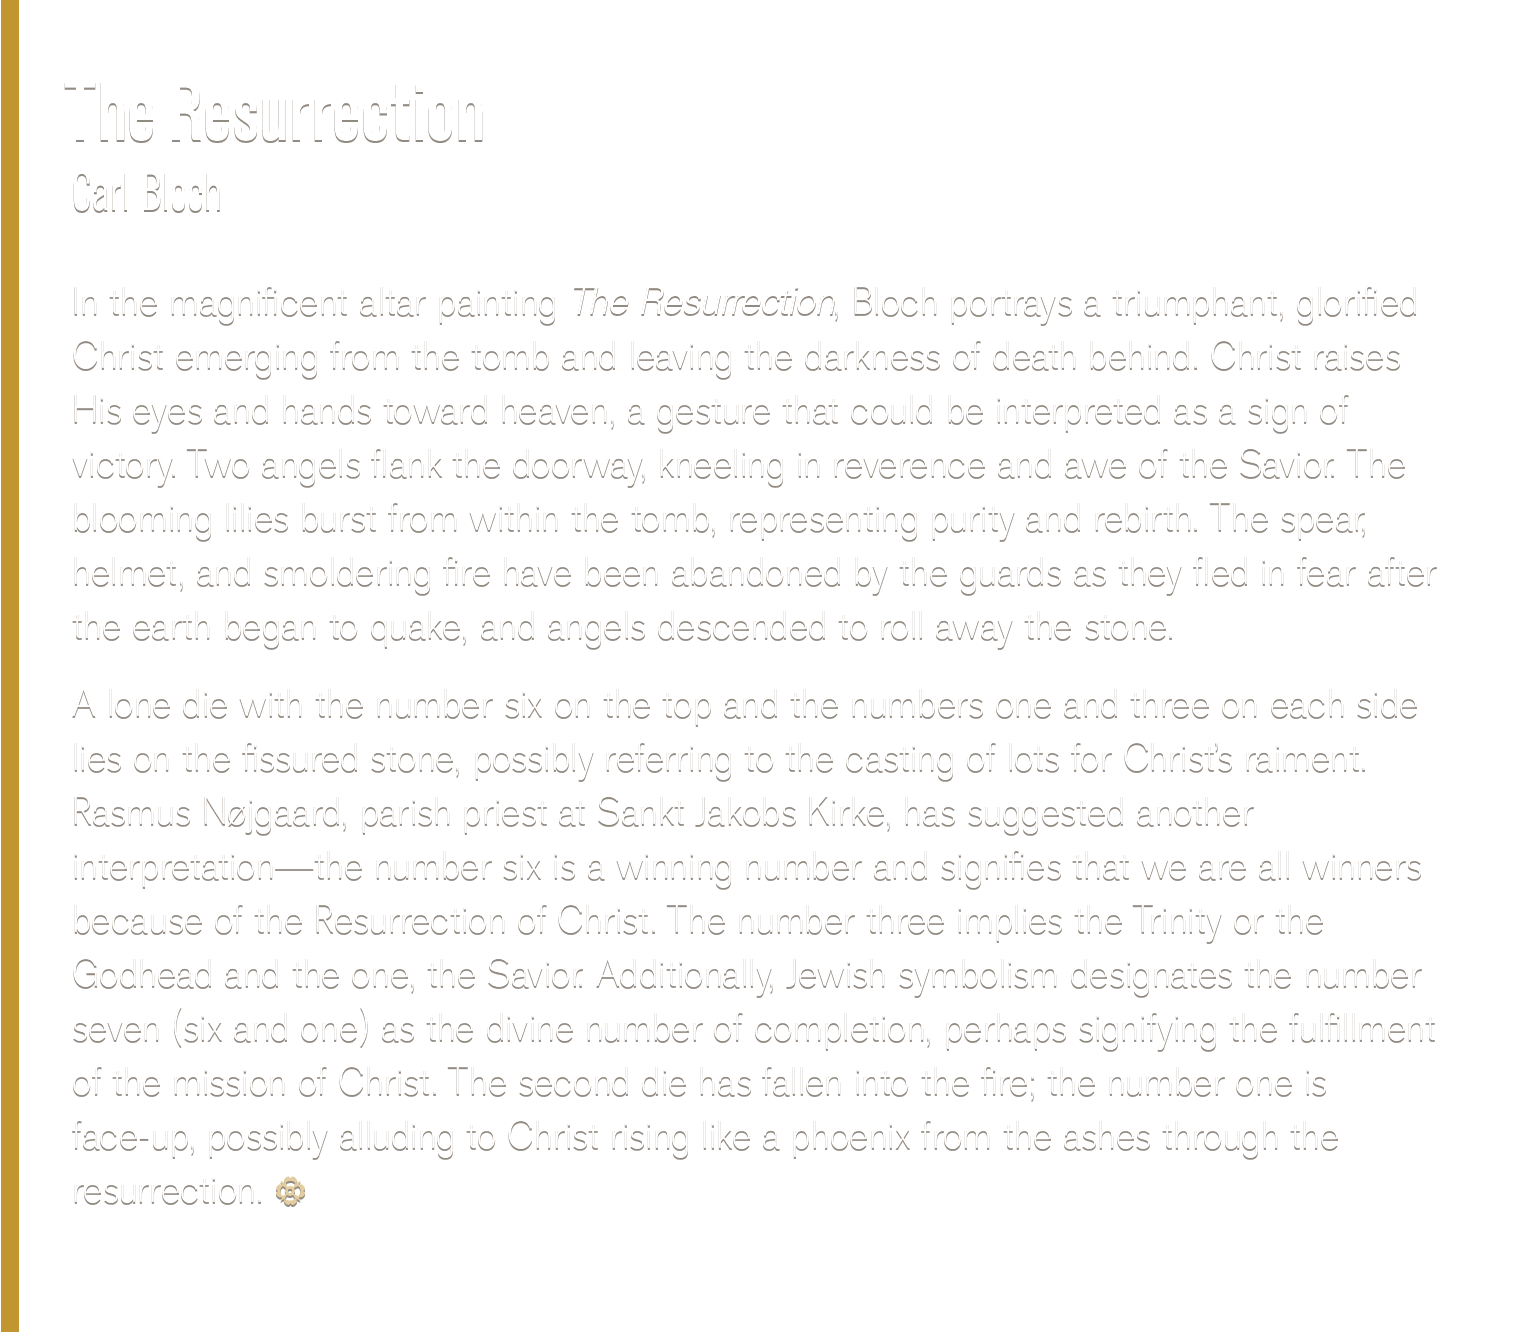 The Resurrection
Carl Bloch
In the magnificent altar painting The Resurrection, Bloch portrays a triumphant, glorified
Christ emerging from the tomb and leaving the darkness of death behind. Christ raises
His eyes and hands toward heaven, a gesture that could be interpreted as a sign of
victory. Two angels flank the doorway, kneeling in reverence and awe of the Savior. The
blooming lilies burst from within the tomb, representing purity and rebirth. The spear,
helmet, and smoldering fire have been abandoned by the guards as they fled in fear after
the earth began to quake, and angels descended to roll away the stone.
A lone die with the number six on the top and the numbers one and three on each side
lies on the fissured stone, possibly referring to the casting of lots for Christ’s raiment.
Rasmus Nøjgaard, parish priest at Sankt Jakobs Kirke, has suggested another
interpretation—the number six is a winning number and signifies that we are all winners
because of the Resurrection of Christ. The number three implies the Trinity or the
Godhead and the one, the Savior. Additionally, Jewish symbolism designates the number
seven (six and one) as the divine number of completion, perhaps signifying the fulfillment
of the mission of Christ. The second die has fallen into the fire; the number one is
face-up, possibly alluding to Christ rising like a phoenix from the ashes through the
resurrection.